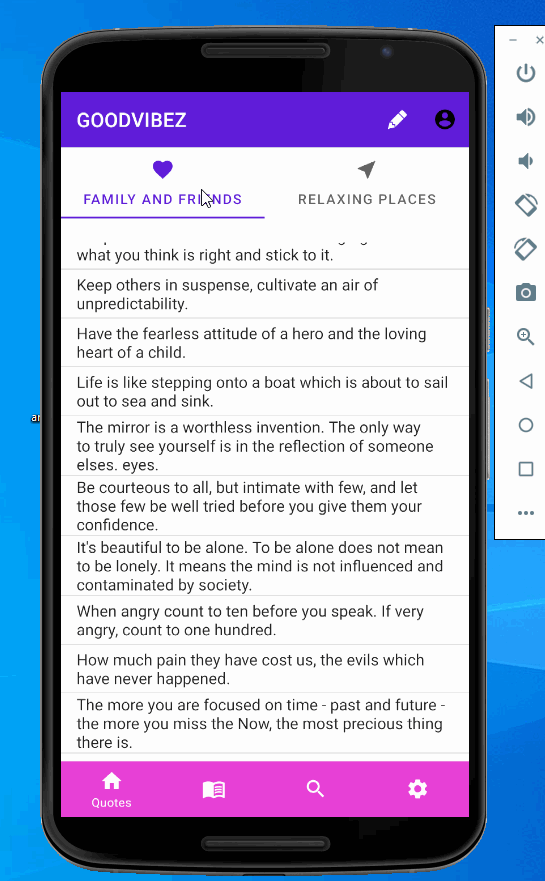 GOODVIBEZ
FAMILY AND FRIENDS
RELAXING PLACES
what you think is right and stick to it.
Keep others in suspense, cultivate an air of
unpredictability.
Have the fearless attitude of a hero and the loving
heart of a child.
Life is like stepping onto a boat which is about to sail
out to sea and sink.
The mirror is a worthless invention. The only way
to truly see yourself is in the reflection of someone
elses. eyes.
Be courteous to all, but intimate with few, and let
those few be well tried before you give them your
confidence.
It's beautiful to be alone. To be alone does not mean
to be lonely. It means the mind is not influenced and
contaminated by society.
When angry count to ten before you speak. If very
angry, count to one hundred.
How much pain they have cost us, the evils which
have never happened.
The more you are focused on time - past and future -
the more you miss the Now, the most precious thing
there is.
Quotes